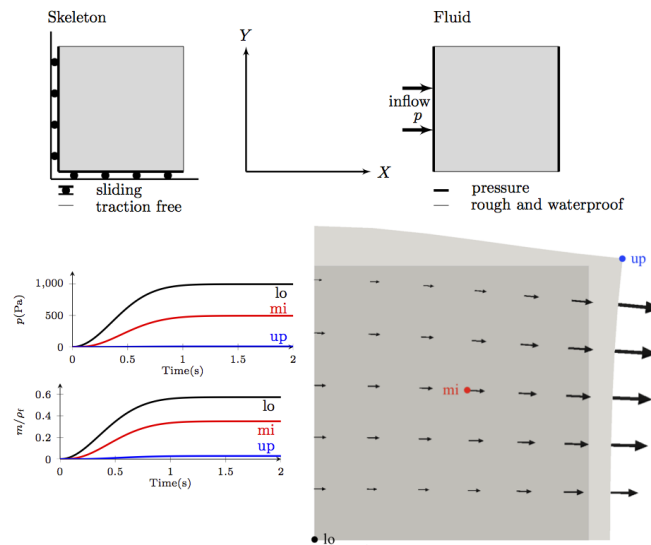 Skeleton
Fluid
Y
X
inflow
p
sliding
traction free
pressure
rough and waterproof
p(Pa)
1,000
500
0
lo
mi
up
0 0.5 1 1.5 2
Time(s)
m/ρf
0.6
0.4
0.2
0
lo
mi
up
0 0.5 1 1.5 2
Time(s)
up
mi
lo